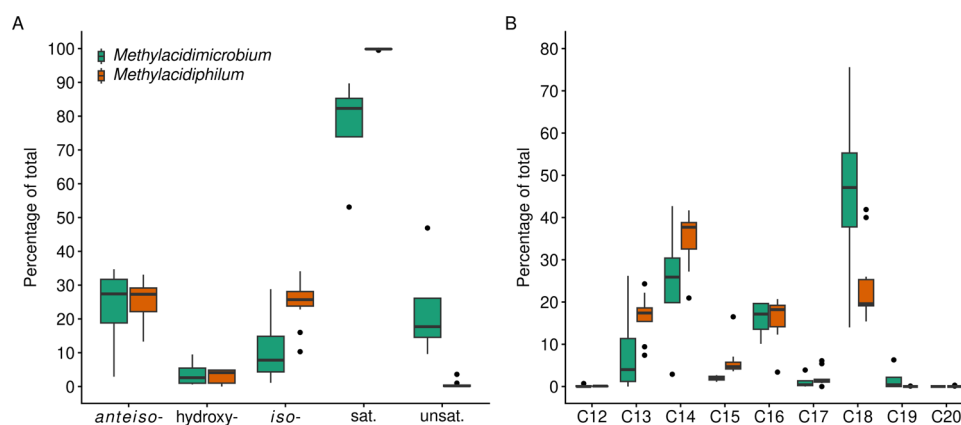 A
Percentage of total
100
90
80
70
60
50
40
30
20
10
0
Methylacidimicrobium
Methylacidiphilum
anteiso- hydroxy- iso- sat. unsat.
B
Percentage of total
80
70
60
50
40
30
20
10
0
C12 C13 C14 C15 C16 C17 C18 C19 C20